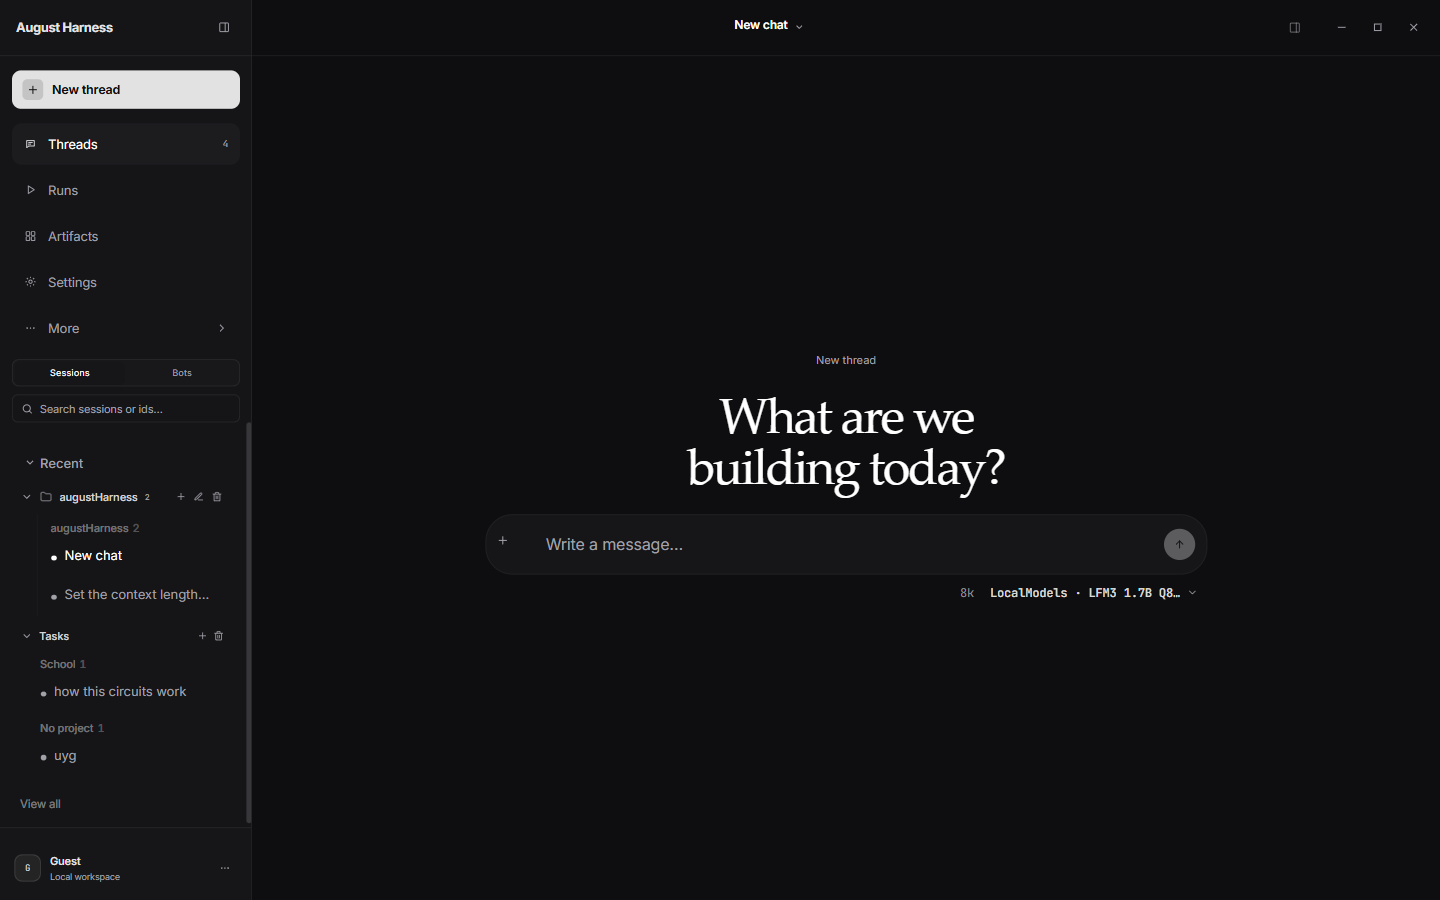 August Harness
New chat
New thread
Threads 4
Runs
Artifacts
Settings
More
Sessions Bots
Search sessions or ids...
Recent
augustHarness 2
augustHarness 2
New chat
Set the context length...
Tasks
School 1
how this circuits work
No project 1
uyg
View all
G
Guest
Local workspace
New thread
What are we
building today?
Write a message...
8k LocalModels · LFM3 1.7B Q8…